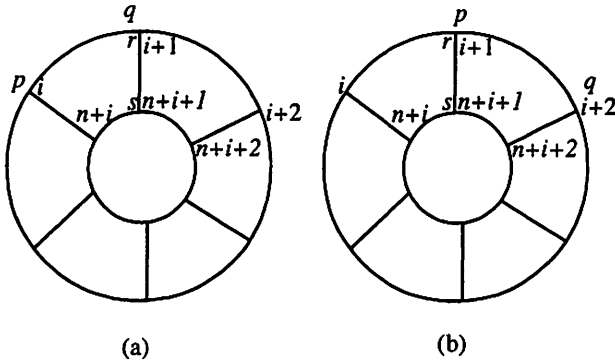 q p
r i+1 r i+1
p i i q
n+i s n+i+1 i+2 n+i s n+i+1 i+2
n+i+2 n+i+2
(a) (b)